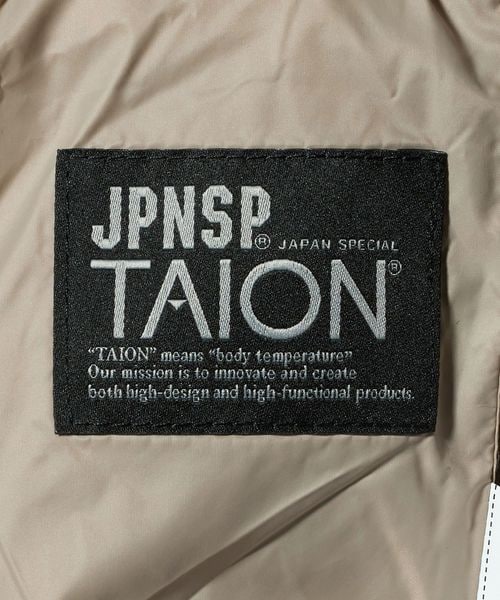 JPNSP® JAPAN SPECIAL
TAION®
“TAION” means “body temperature”
Our mission is to innovate and create
both high-design and high-functional products.